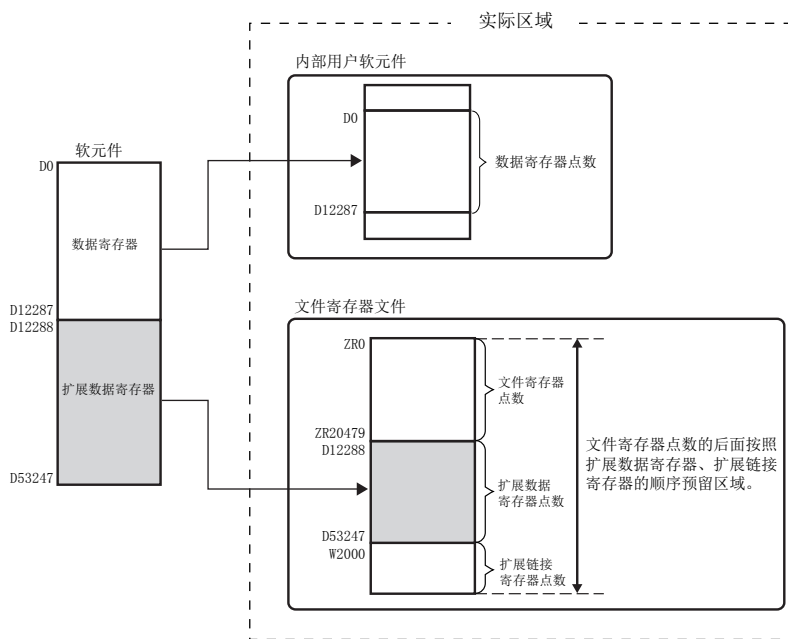 实际区域
内部用户软元件
D0
数据寄存器点数
D12287
软元件
D0
数据寄存器
D12287
D12288
扩展数据寄存器
D53247
文件寄存器文件
ZR0
文件寄存器
点数
ZR20479
D12288
扩展数据
寄存器点数
D53247
W2000
扩展链接
寄存器点数
文件寄存器点数的后面按照
扩展数据寄存器、扩展链接
寄存器的顺序预留区域。